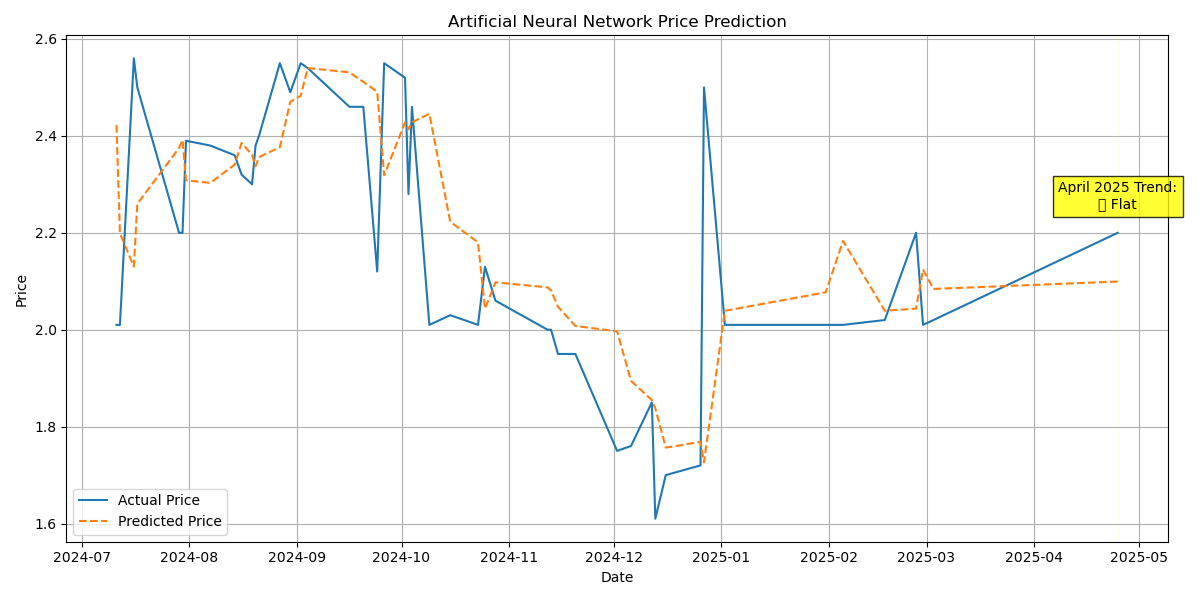 Artificial Neural Network Price Prediction
2.6
2.4
2.2
2.0
1.8
1.6
Price
April 2025 Trend:
Flat
Actual Price
Predicted Price
2024-07
2024-08
2024-09
2024-10
2024-11
2024-12
2025-01
2025-02
2025-03
2025-04
2025-05
Date